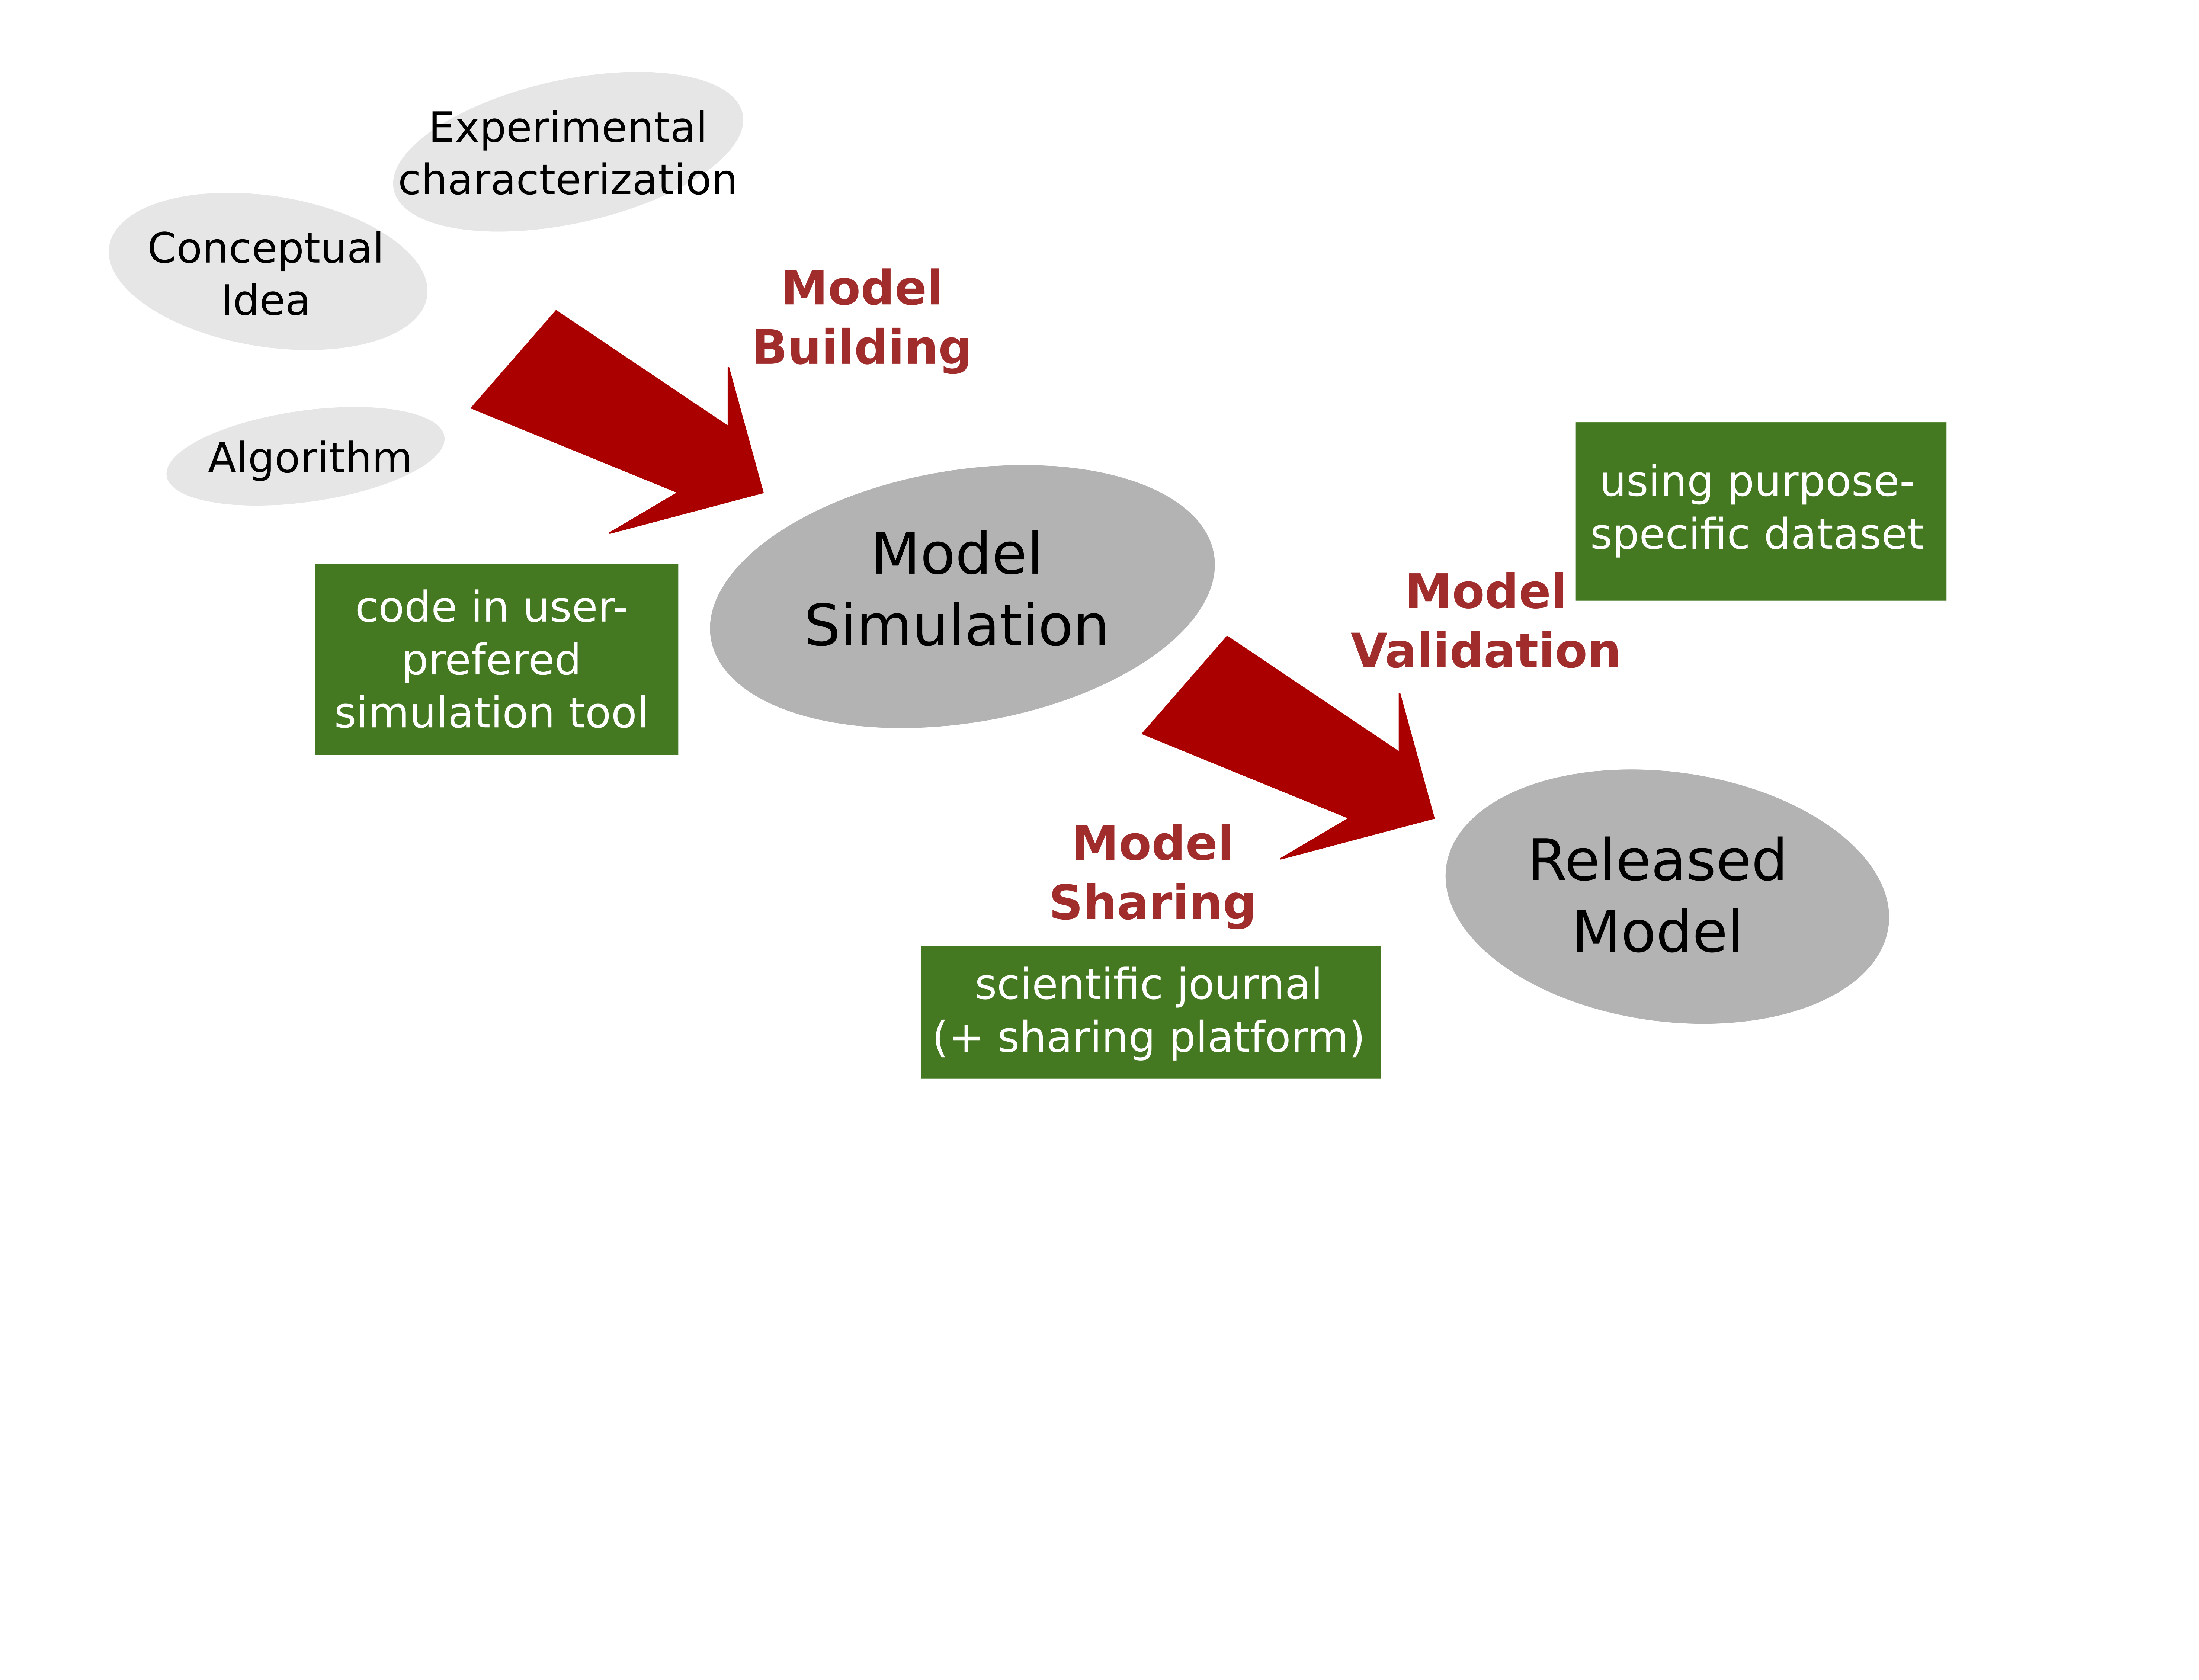 Experimental
characterization
Conceptual
Idea
Algorithm
Model
Building
code in user-
prefered
simulation tool
Model
Simulation
using purpose-
specific dataset
Model
Validation
Model
Sharing
scientific journal
(+ sharing platform)
Released
Model